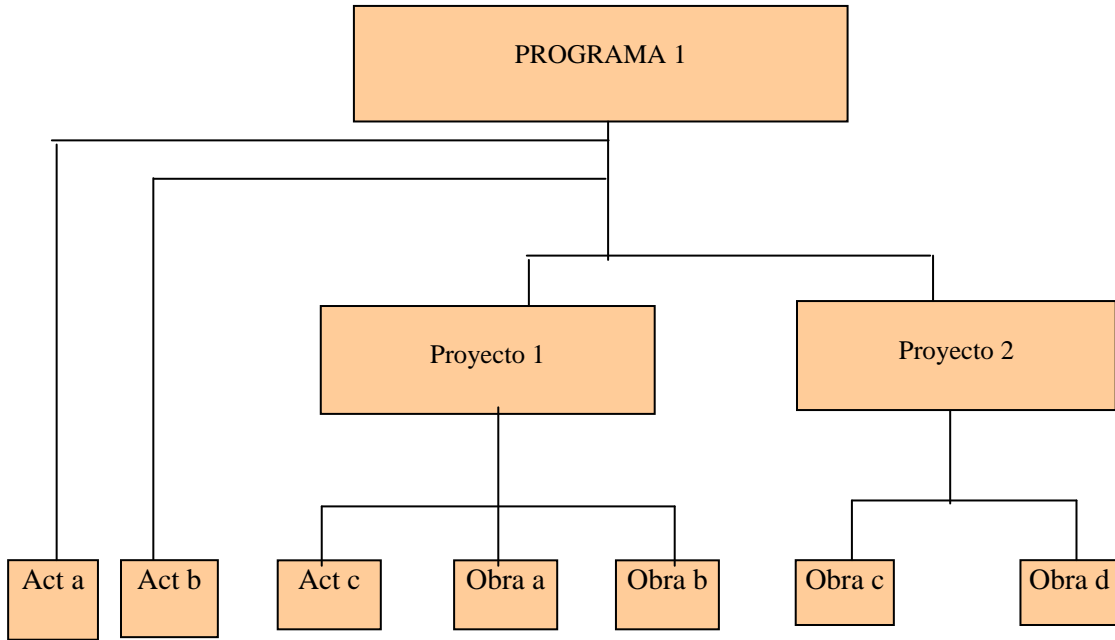 PROGRAMA 1
Proyecto 1
Proyecto 2
Act a
Act b
Act c
Obra a
Obra b
Obra c
Obra d